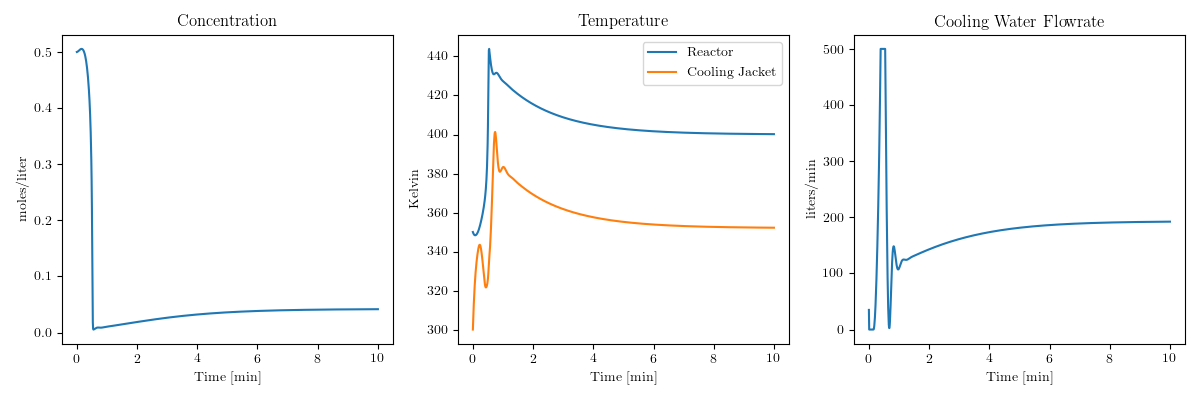 Concentration
0.5
0.4
0.3
0.2
0.1
0.0
moles/liter
0 2 4 6 8 10
Time [min]
Temperature
440
420
400
380
360
340
320
300
Kelvin
Reactor
Cooling Jacket
0 2 4 6 8 10
Time [min]
Cooling Water Flowrate
500
400
300
200
100
0
liters/min
0 2 4 6 8 10
Time [min]